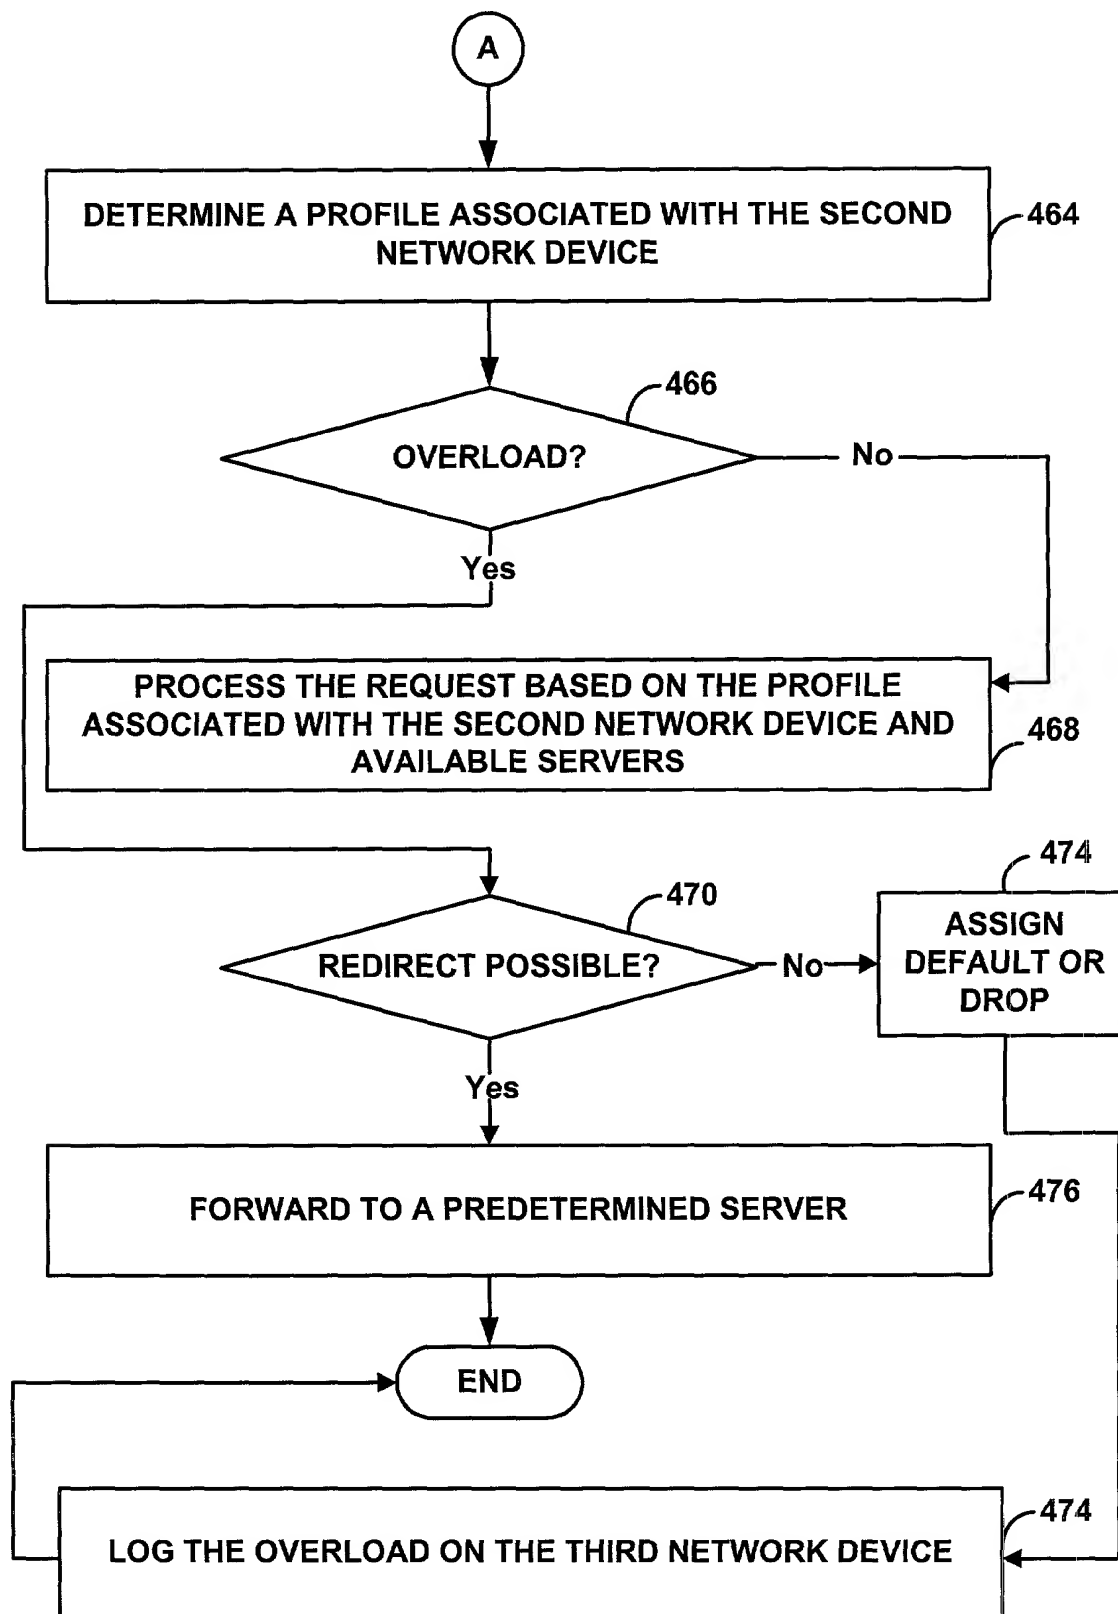 A
DETERMINE A PROFILE ASSOCIATED WITH THE SECOND
NETWORK DEVICE
464
466
OVERLOAD?
No
Yes
PROCESS THE REQUEST BASED ON THE PROFILE
ASSOCIATED WITH THE SECOND NETWORK DEVICE AND
AVAILABLE SERVERS
468
470
REDIRECT POSSIBLE?
No
474
ASSIGN
DEFAULT OR
DROP
Yes
FORWARD TO A PREDETERMINED SERVER
476
END
474
LOG THE OVERLOAD ON THE THIRD NETWORK DEVICE